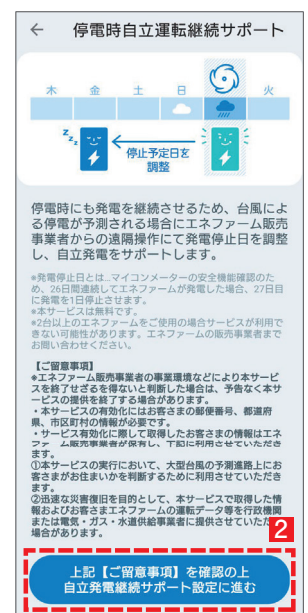 ← 停電時自立運転継続サポート
木 金 土 日 火
zzz
停止予定日を
調整
停電時にも発電を継続させるため、台風によ
る停電が予測される場合にエネファーム販売
事業者からの遠隔操作にて発電停止日を調整
し、自立発電をサポートします。
*発電停止日とは…マイコンメーターの安全機能確認のた
め、26日間連続してエネファームが発電した場合、27日目
に発電を1日停止させます。
*本サービスは無料です。
*2台以上のエネファームをご使用の場合サービスが利用で
きない可能性があります。エネファームの販売事業者まで
お問い合わせください。
【ご留意事項】
*エネファーム販売事業者の事業環境などにより本サービ
スを終了せざるを得ないと判断した場合は、予告なく本サ
ービスの提供を終了する場合があります。
・本サービスの有効化にはお客さまの郵便番号、都道府
県、市区町村の情報が必要です。
・サービス有効化に際して取得したお客さまの情報はエネ
ファーム販売事業者が保有し、下記に利用させていただき
ます。
①本サービスの実行において、大型台風の予測進路上にお
客さまがお住まいかを判断するために利用させていただき
ます。
②迅速な災害復旧を目的として、本サービスで取得した情
報およびお客さまエネファームの運転データ等を行政機関
または電気・ガス・水道供給事業者に提供させていただ
場合があります。
2
上記【ご留意事項】を確認の上
自立発電継続サポート設定に進む